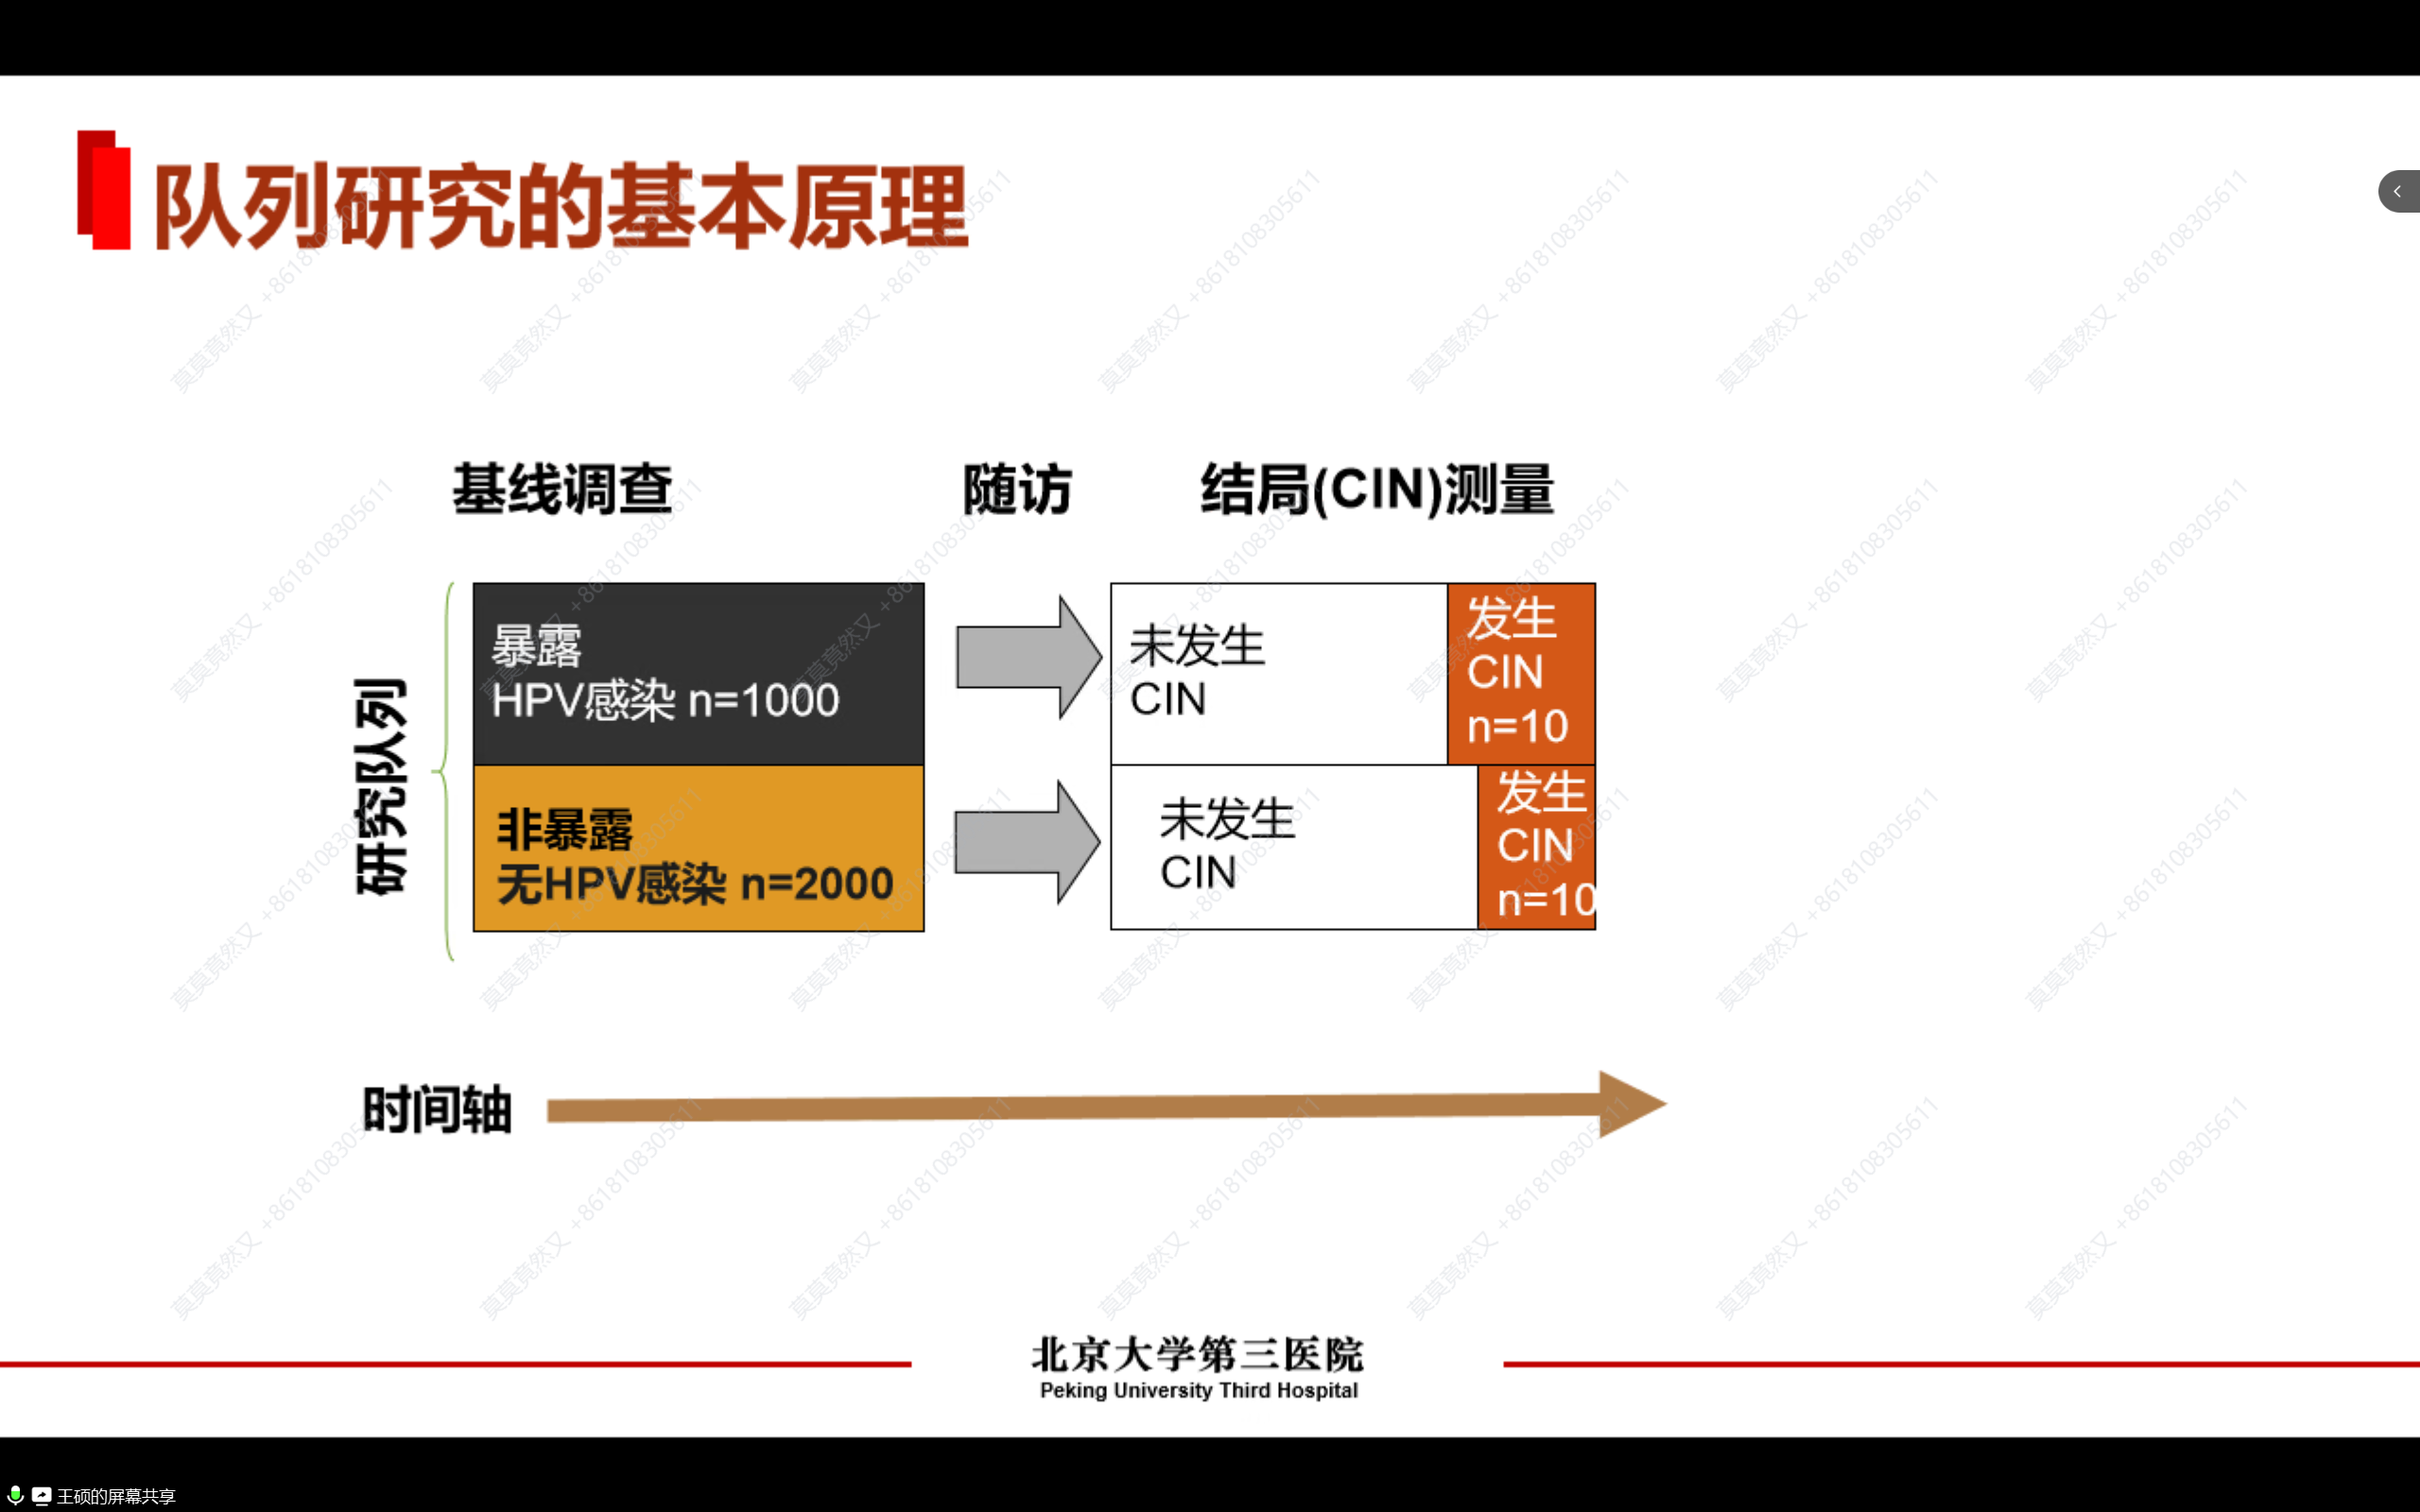 队列研究的基本原理
基线调查
随访
结局(CIN)测量
研究队列
暴露
HPV感染 n=1000
未发生
CIN
发生
CIN
n=10
非暴露
无HPV感染 n=2000
未发生
CIN
发生
CIN
n=10
时间轴
北京大学第三医院
Peking University Third Hospital
王硕的屏幕共享
莫莫竟然又 +8618108305611